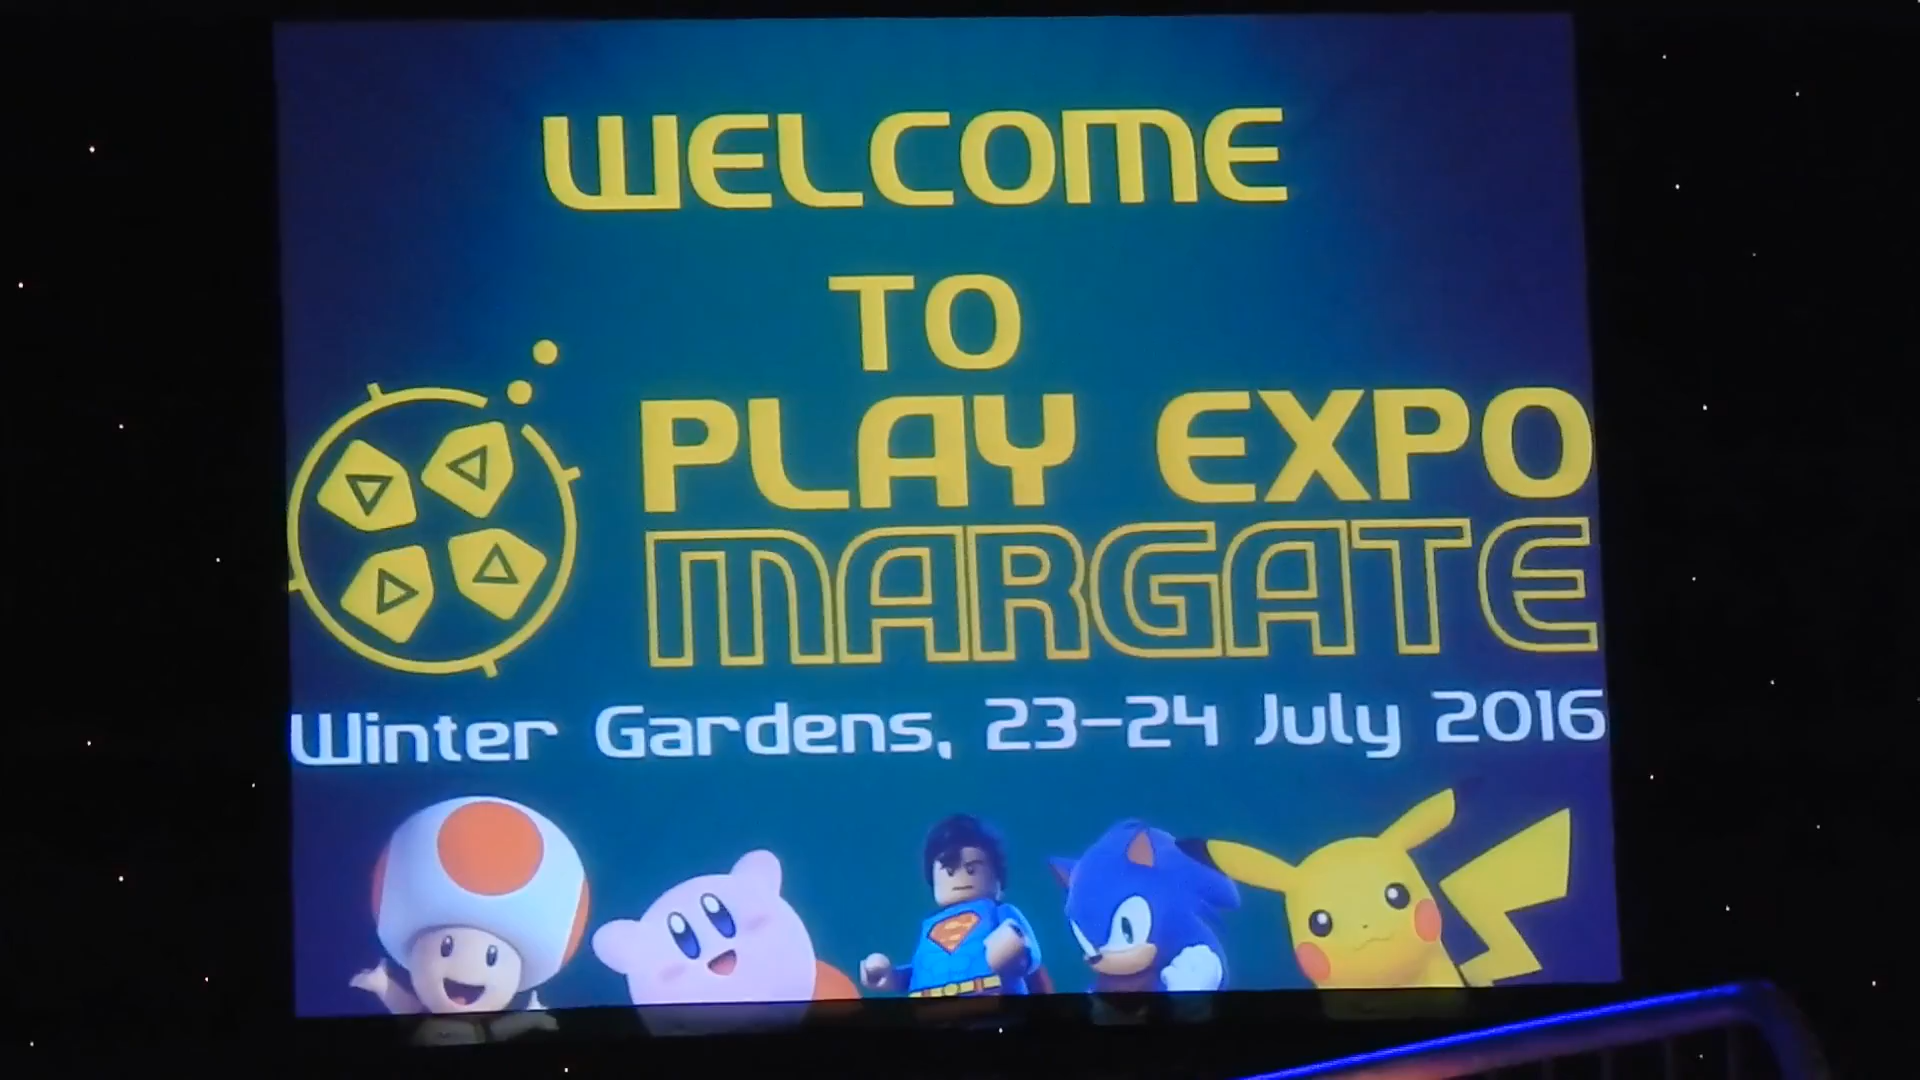 WELCOME
TO
PLAY EXPO
MARGATE
Winter Gardens, 23-24 July 2016